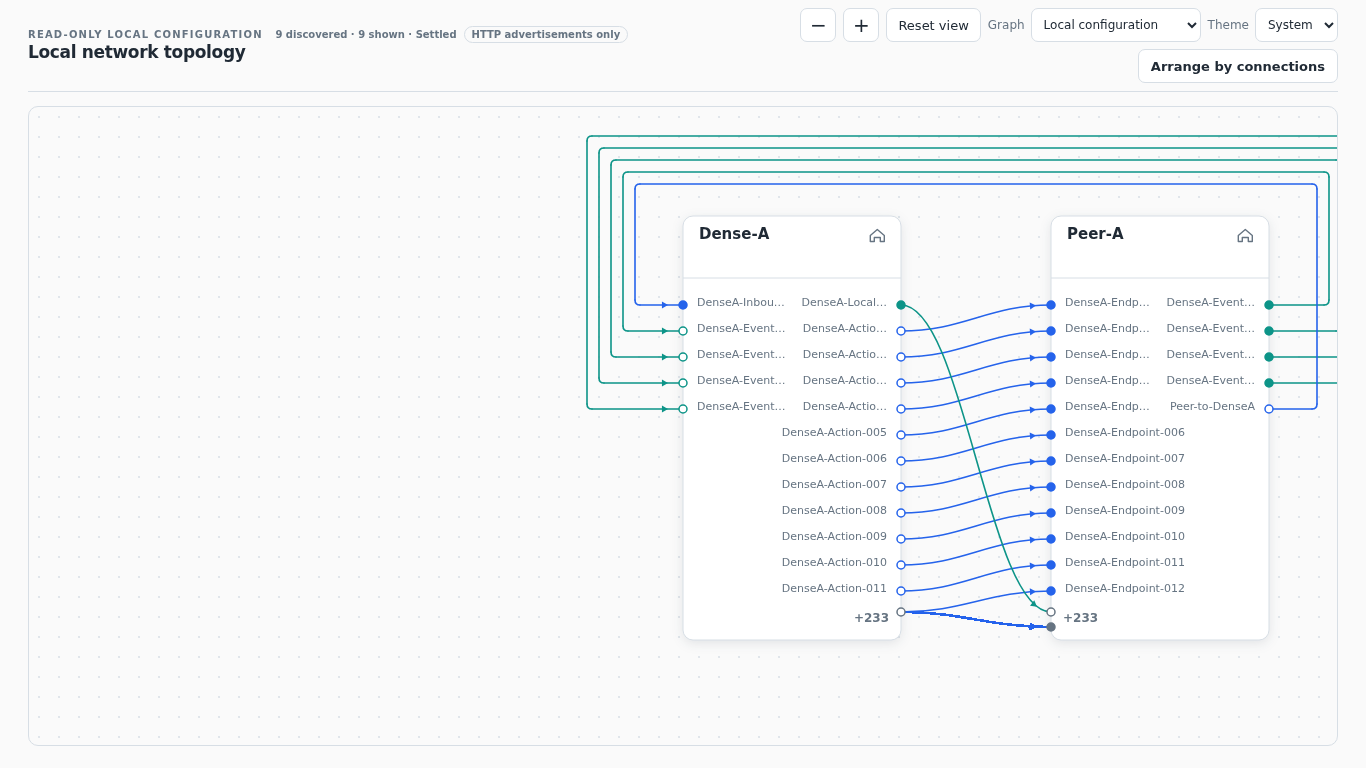 READ-ONLY LOCAL CONFIGURATION 9 discovered · 9 shown · Settled HTTP advertisements only
Local network topology
− + Reset view Graph Local configuration Theme System
Arrange by connections
Dense-A
DenseA-Inbou... DenseA-Local...
DenseA-Event... DenseA-Actio...
DenseA-Event... DenseA-Actio...
DenseA-Event... DenseA-Actio...
DenseA-Event... DenseA-Actio...
DenseA-Action-005
DenseA-Action-006
DenseA-Action-007
DenseA-Action-008
DenseA-Action-009
DenseA-Action-010
DenseA-Action-011
+233
Peer-A
DenseA-Endp... DenseA-Event...
DenseA-Endp... DenseA-Event...
DenseA-Endp... DenseA-Event...
DenseA-Endp... DenseA-Event...
DenseA-Endp... Peer-to-DenseA
DenseA-Endpoint-006
DenseA-Endpoint-007
DenseA-Endpoint-008
DenseA-Endpoint-009
DenseA-Endpoint-010
DenseA-Endpoint-011
DenseA-Endpoint-012
+233